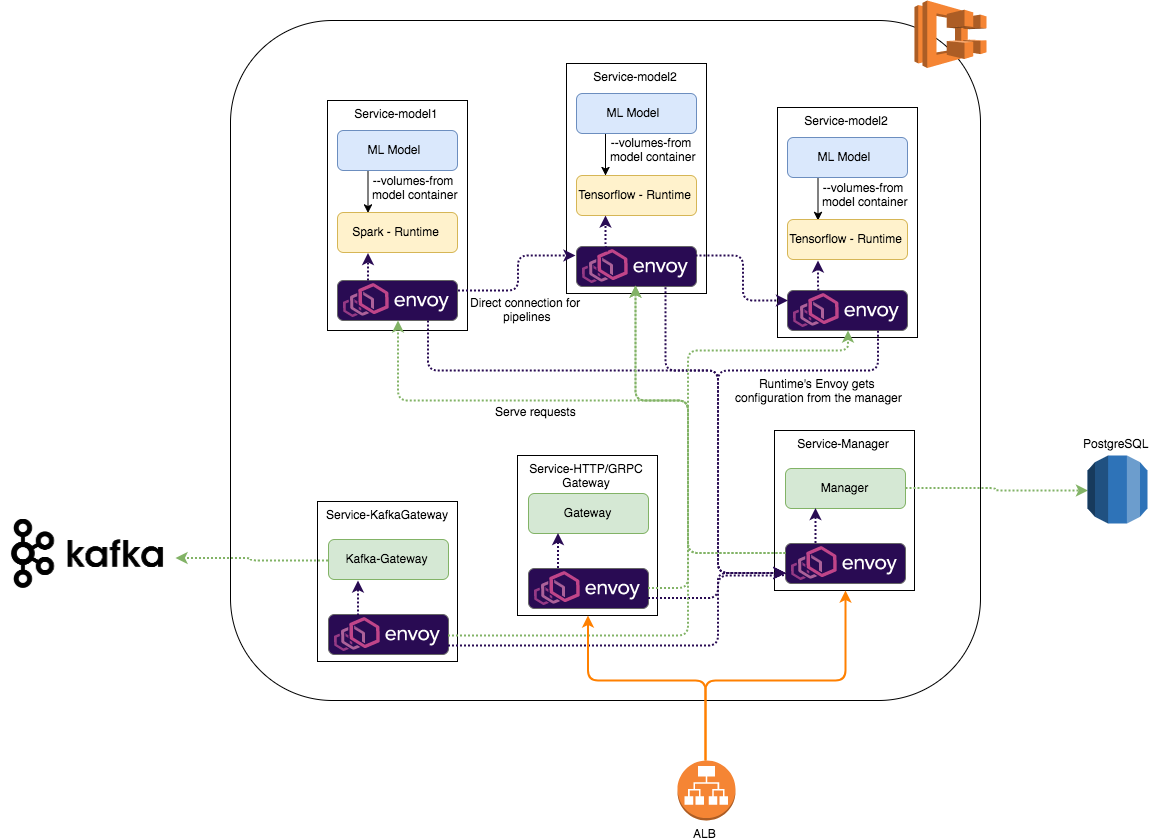 Service-model1
ML Model
--volumes-from
model container
Spark - Runtime
envoy
Service-model2
ML Model
--volumes-from
model container
Tensorflow - Runtime
envoy
Service-model2
ML Model
--volumes-from
model container
Tensorflow - Runtime
envoy
Direct connection for
pipelines
Runtime's Envoy gets
configuration from the manager
Serve requests
Service-Manager
Manager
envoy
PostgreSQL
Service-HTTP/GRPC
Gateway
Gateway
envoy
Service-KafkaGateway
Kafka-Gateway
envoy
kafka
ALB